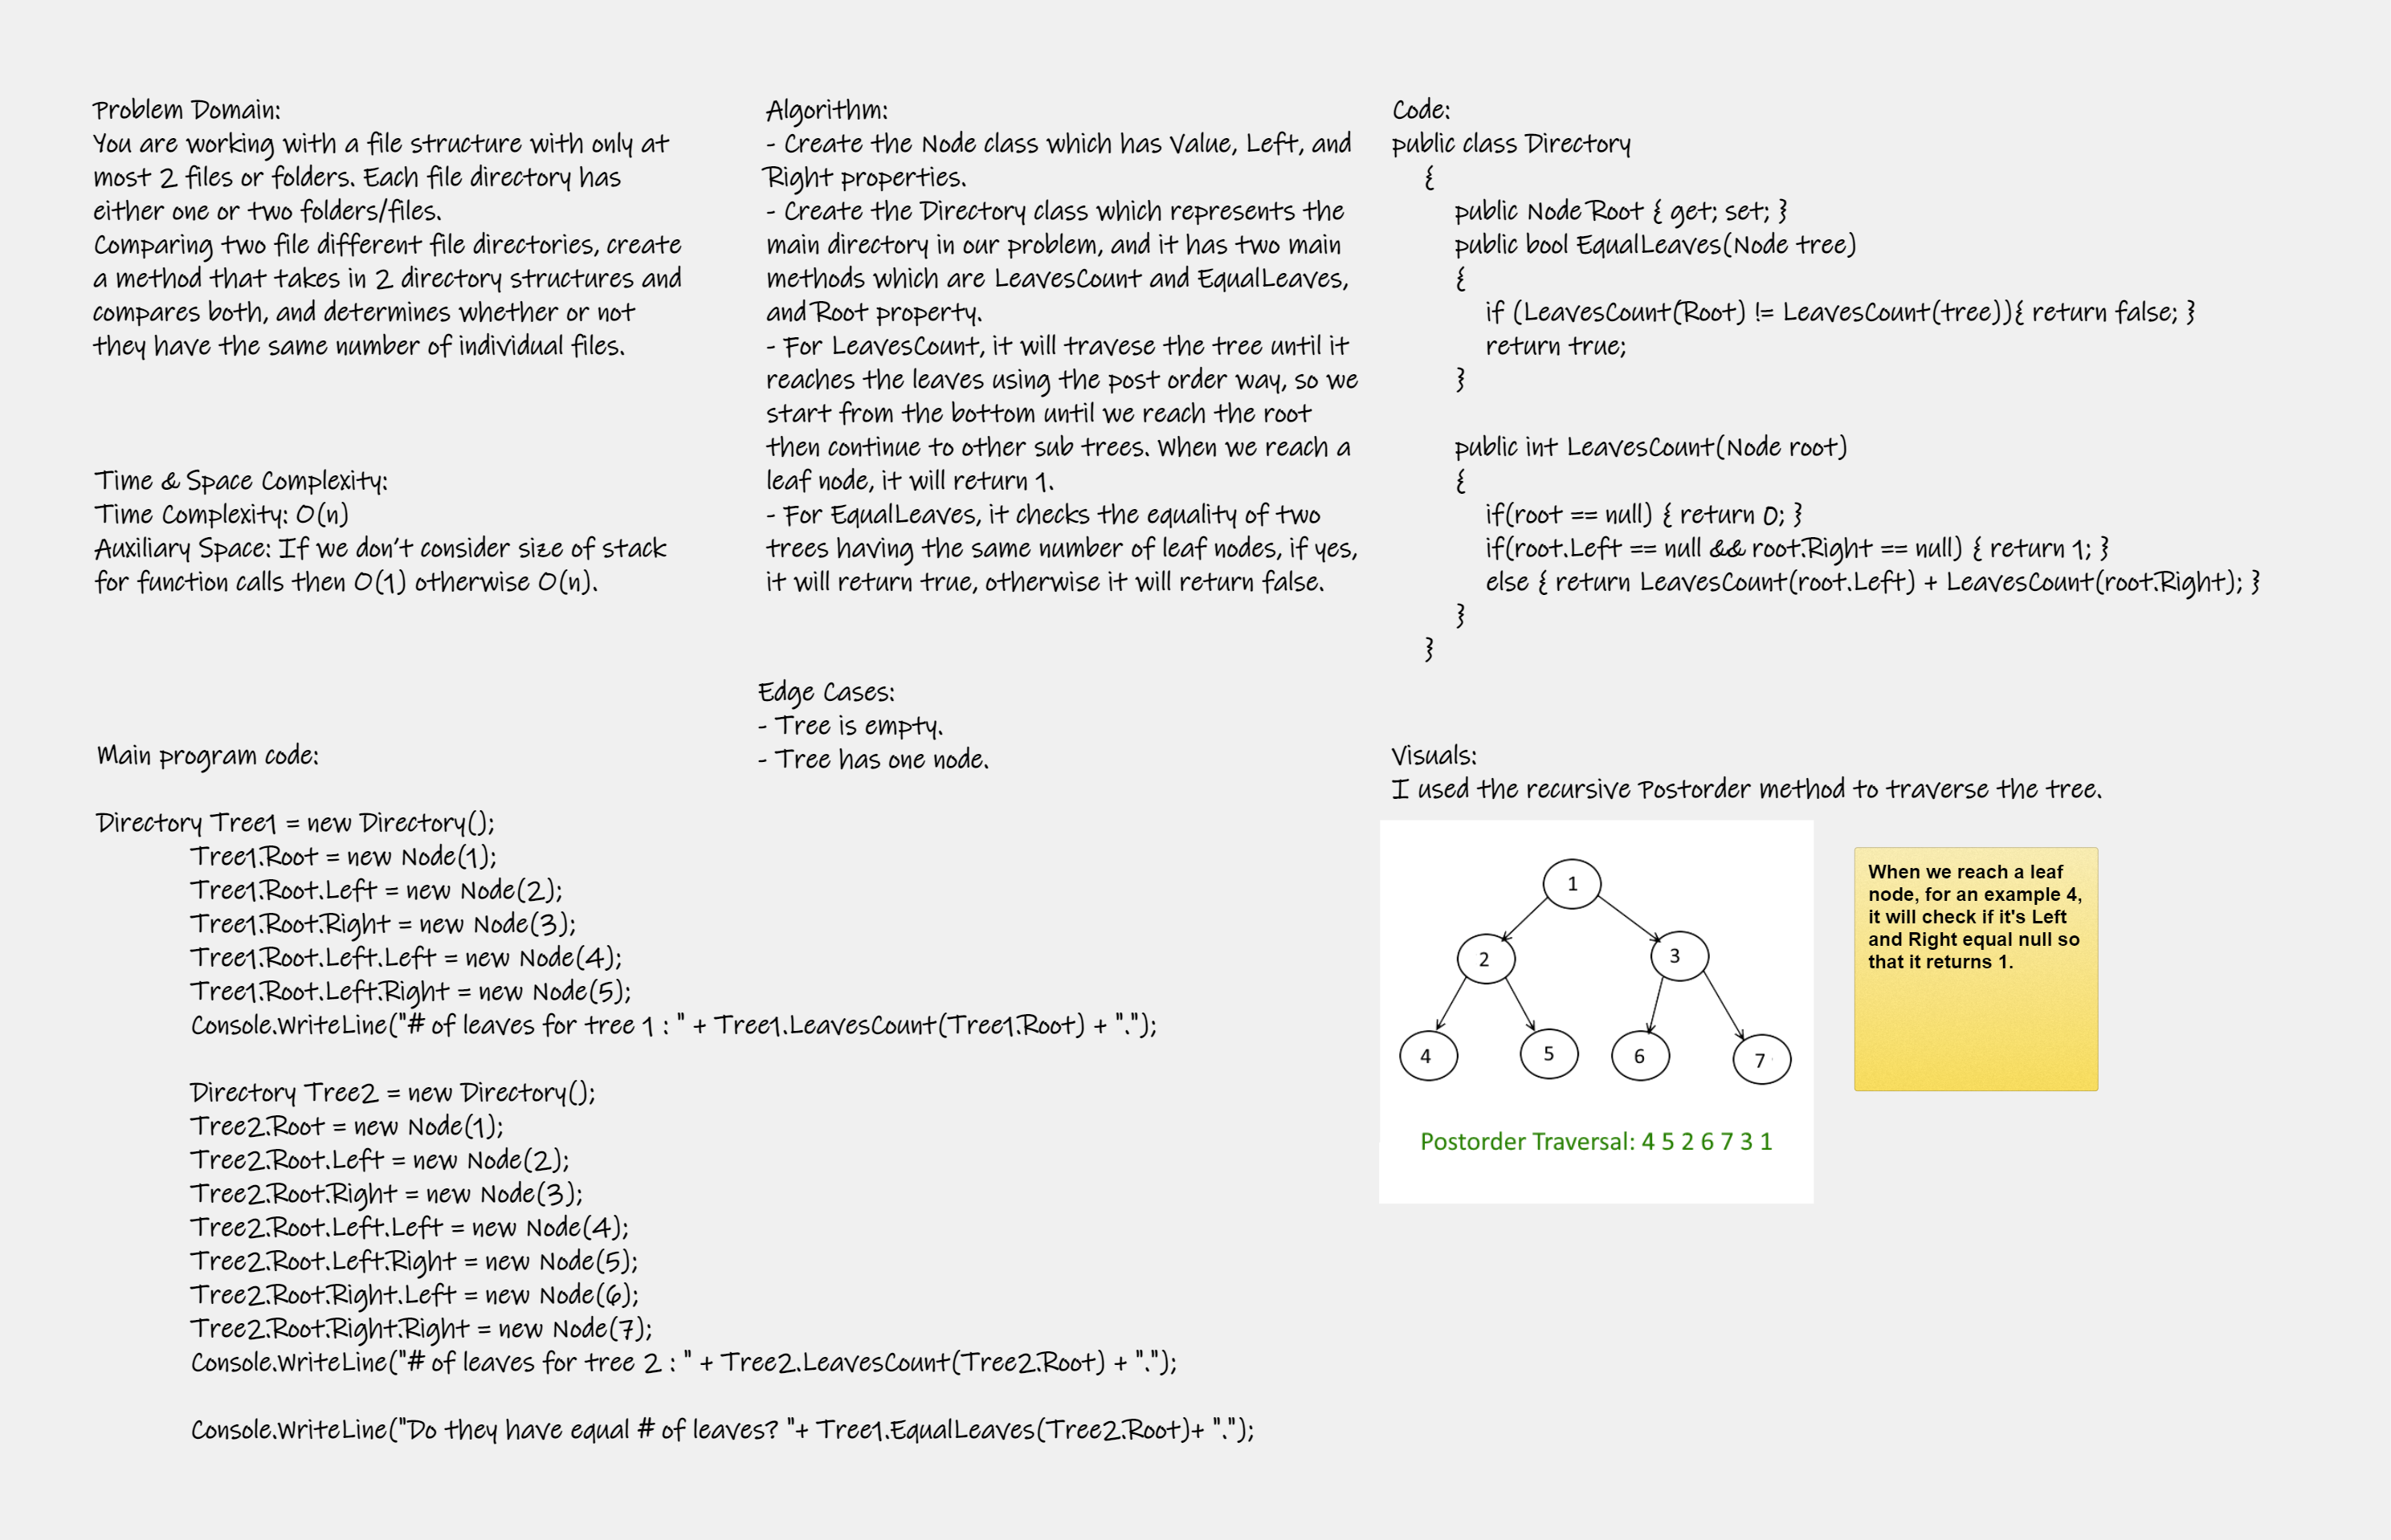 Problem Domain:
You are working with a file structure with only at
most 2 files or folders. Each file directory has
either one or two folders/files.
Comparing two file different file directories, create
a method that takes in 2 directory structures and
compares both, and determines whether or not
they have the same number of individual files.
Time & Space Complexity:
Time Complexity: O(n)
Auxiliary Space: If we don't consider size of stack
for function calls then O(1) otherwise O(n).
Algorithm:
- Create the Node class which has Value, Left, and
Right properties.
- Create the Directory class which represents the
main directory in our problem, and it has two main
methods which are LeavesCount and EqualLeaves,
and Root property.
- For LeavesCount, it will travese the tree until it
reaches the leaves using the post order way, so we
start from the bottom until we reach the root
then continue to other sub trees. When we reach a
leaf node, it will return 1.
- For EqualLeaves, it checks the equality of two
trees having the same number of leaf nodes, if yes,
it will return true, otherwise it will return false.
Edge Cases:
- Tree is empty.
- Tree has one node.
Code:
public class Directory
{
public Node Root { get; set; }
public bool EqualLeaves(Node tree)
{
if (LeavesCount(Root) != LeavesCount(tree)){ return false; }
return true;
}
public int LeavesCount(Node root)
{
if(root == null) { return 0; }
if(root.Left == null && root.Right == null) { return 1; }
else { return LeavesCount(root.Left) + LeavesCount(root.Right); }
}
}
Main program code:
Directory Tree1 = new Directory();
Tree1.Root = new Node(1);
Tree1.Root.Left = new Node(2);
Tree1.Root.Right = new Node(3);
Tree1.Root.Left.Left = new Node(4);
Tree1.Root.Left.Right = new Node(5);
Console.WriteLine("# of leaves for tree 1 : " + Tree1.LeavesCount(Tree1.Root) + ".");
Directory Tree2 = new Directory();
Tree2.Root = new Node(1);
Tree2.Root.Left = new Node(2);
Tree2.Root.Right = new Node(3);
Tree2.Root.Left.Left = new Node(4);
Tree2.Root.Left.Right = new Node(5);
Tree2.Root.Right.Left = new Node(6);
Tree2.Root.Right.Right = new Node(7);
Console.WriteLine("# of leaves for tree 2 : " + Tree2.LeavesCount(Tree2.Root) + ".");
Console.WriteLine("Do they have equal # of leaves? "+ Tree1.EqualLeaves(Tree2.Root)+ ".");
Visuals:
I used the recursive Postorder method to traverse the tree.
1
2 3
4 5 6 7
Postorder Traversal: 4 5 2 6 7 3 1
When we reach a leaf
node, for an example 4,
it will check if it's Left
and Right equal null so
that it returns 1.